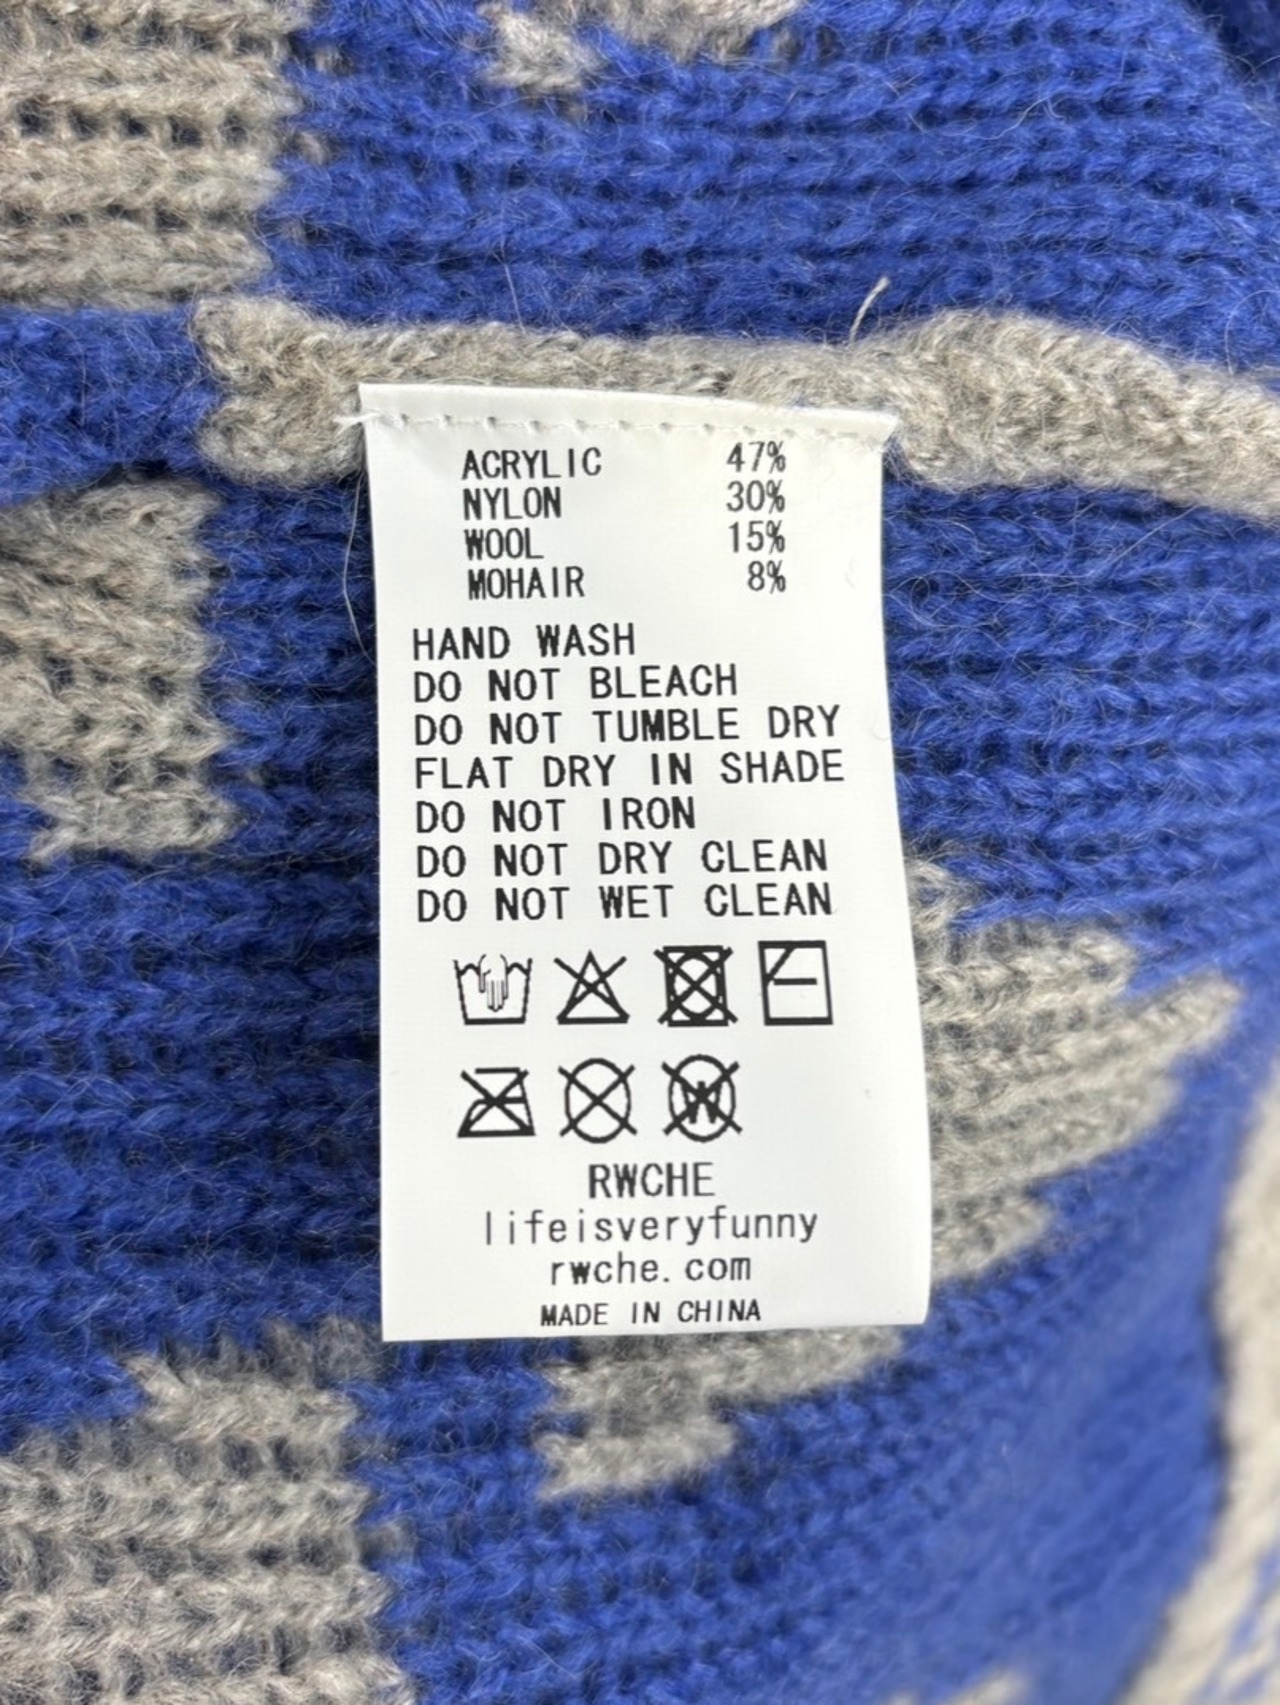 ACRYLIC 47%
NYLON 30%
WOOL 15%
MOHAIR 8%
HAND WASH
DO NOT BLEACH
DO NOT TUMBLE DRY
FLAT DRY IN SHADE
DO NOT IRON
DO NOT DRY CLEAN
DO NOT WET CLEAN
W
RWCHE
lifeisveryfunny
rwche.com
MADE IN CHINA